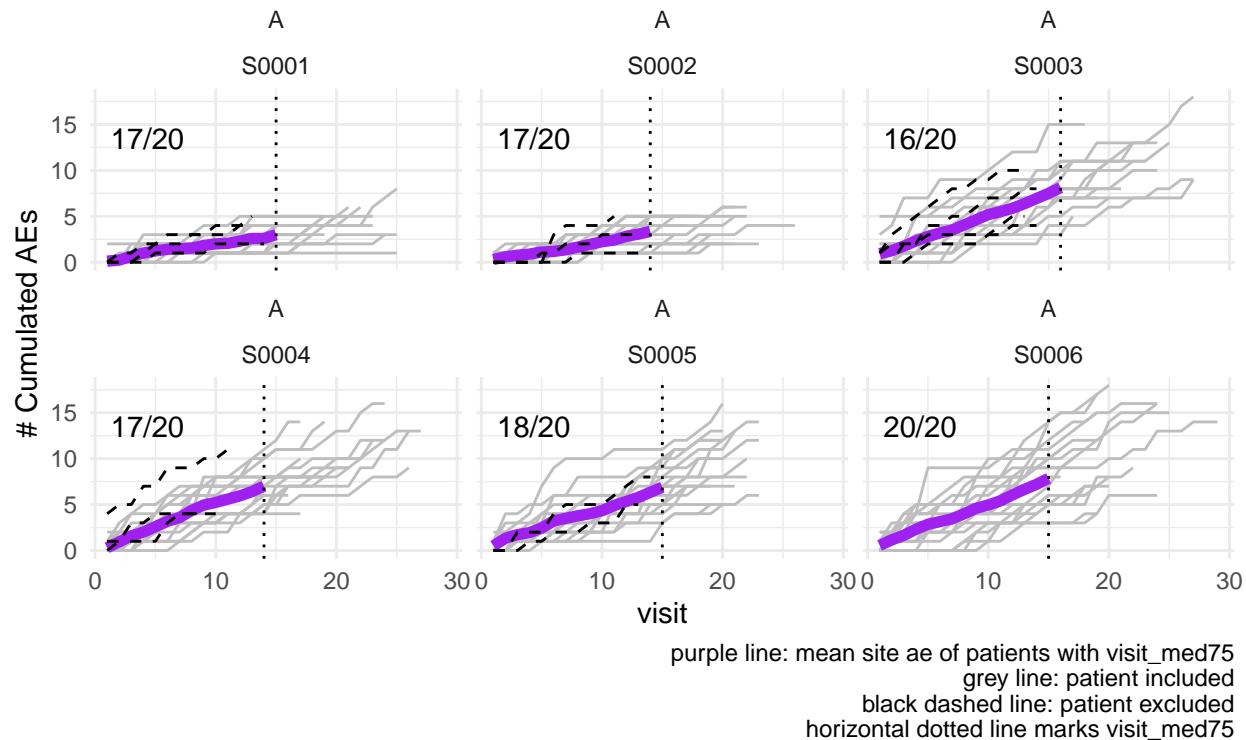 A A A
S0001 S0002 S0003
# Cumulated AEs
15
10
5
0
17/20 17/20 16/20
A A A
S0004 S0005 S0006
15
10
5
0
17/20 18/20 20/20
0 10 20 30 0 10 20 30 0 10 20 30
visit
purple line: mean site ae of patients with visit_med75
grey line: patient included
black dashed line: patient excluded
horizontal dotted line marks visit_med75